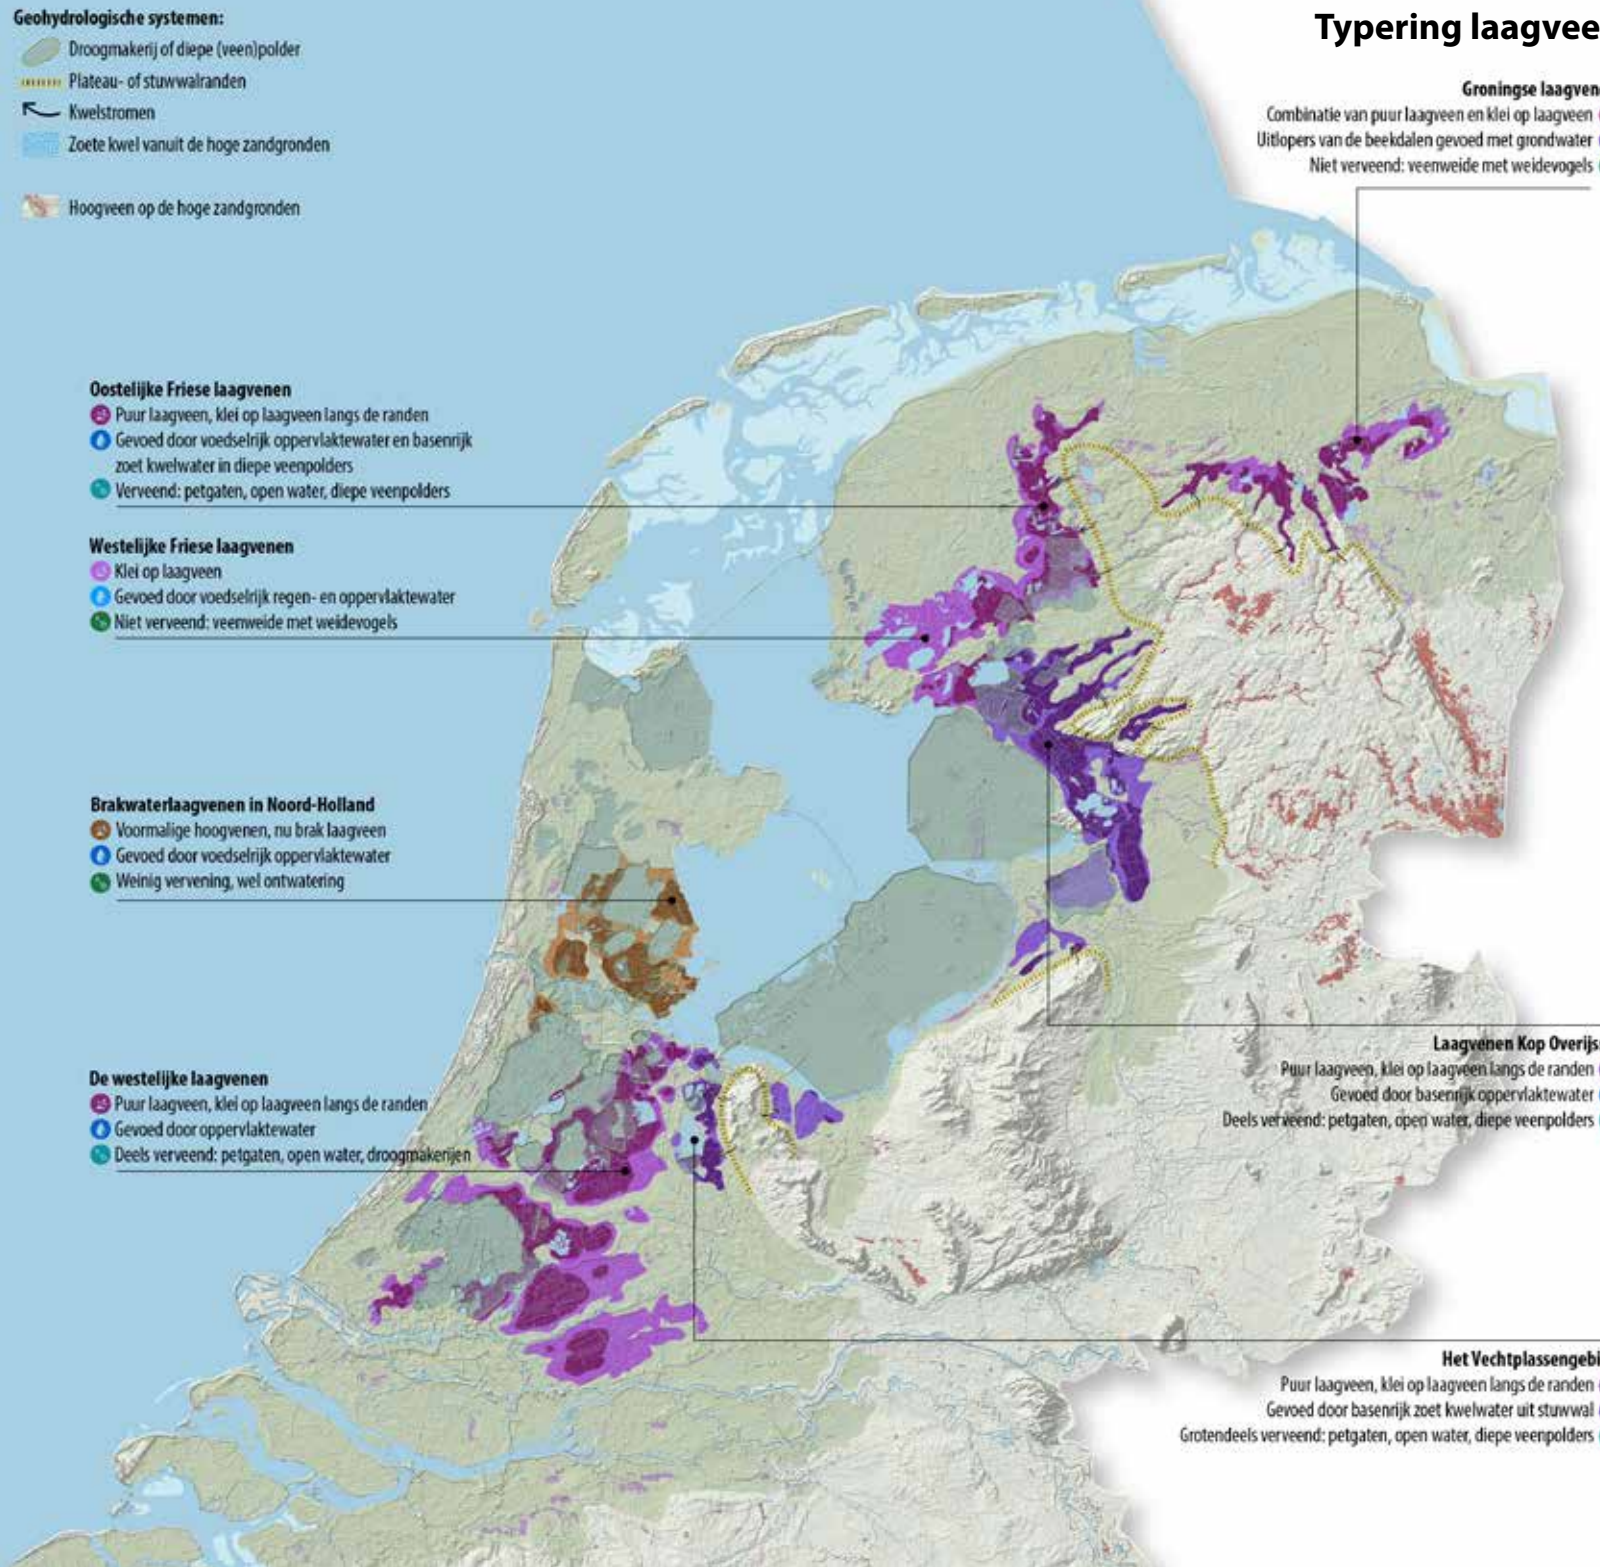 Geohydrologische systemen:
Droogmakerij of diepe (veen)polder
Plateau- of stuwwalranden
Kwelstromen
Zoete kwel vanuit de hoge zandgronden
Hoogveen op de hoge zandgronden
Typering laagvee
Groningse laagven
Combinatie van puur laagveen en klei op laagveen
Uitlopers van de beekdalen gevoed met grondwater
Niet verveend: veenweide met weidevogels
Oostelijke Friese laagvenen
Puur laagveen, klei op laagveen langs de randen
Gevoed door voedselrijk oppervlaktewater en basenrijk
zoet kwelwater in diepe veenpolders
Verveend: petgaten, open water, diepe veenpolders
Westelijke Friese laagvenen
Klei op laagveen
Gevoed door voedselrijk regen- en oppervlaktewater
Niet verveend: veenweide met weidevogels
Brakwaterlaagvenen in Noord-Holland
Voormalige hoogvenen, nu brak laagveen
Gevoed door voedselrijk oppervlaktewater
Weinig vervening, wel ontwatering
De westelijke laagvenen
Puur laagveen, klei op laagveen langs de randen
Gevoed door oppervlaktewater
Deels verveend: petgaten, open water, droogmakerijen
Laagvenen Kop Overijs
Puur laagveen, klei op laagveen langs de randen
Gevoed door basenrijk oppervlaktewater
Deels verveend: petgaten, open water, diepe veenpolders
Het Vechtplassengebi
Puur laagveen, klei op laagveen langs de randen
Gevoed door basenrijk zoet kwelwater uit stuwwal
Grotendeels verveend: petgaten, open water, diepe veenpolders